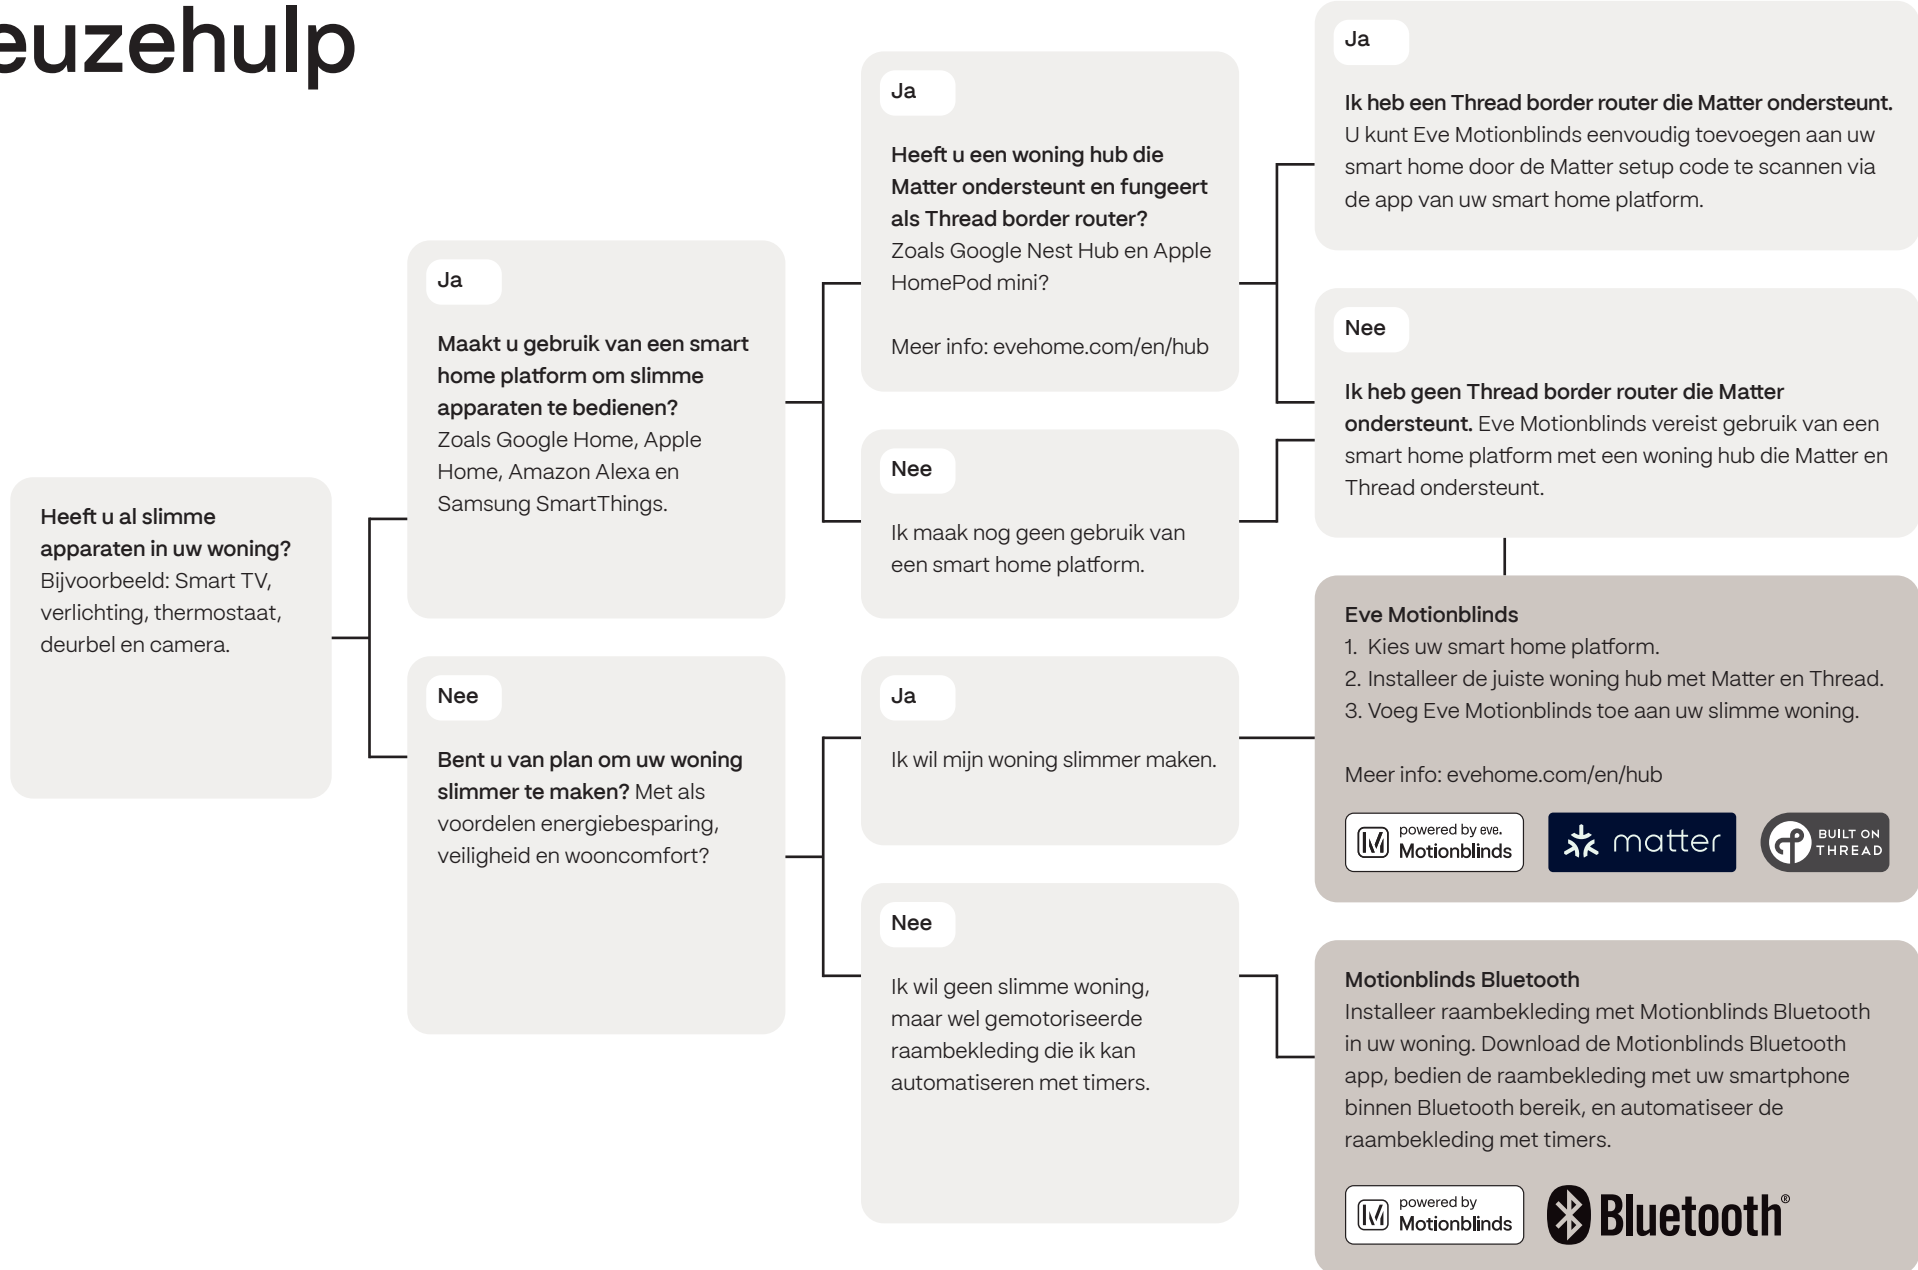 euzehulp
Heeft u al slimme
apparaten in uw woning?
Bijvoorbeeld: Smart TV,
verlichting, thermostaat,
deurbel en camera.
Ja
Maakt u gebruik van een smart
home platform om slimme
apparaten te bedienen?
Zoals Google Home, Apple
Home, Amazon Alexa en
Samsung SmartThings.
Nee
Bent u van plan om uw woning
slimmer te maken? Met als
voordelen energiebesparing,
veiligheid en wooncomfort?
Ja
Heeft u een woning hub die
Matter ondersteunt en fungeert
als Thread border router?
Zoals Google Nest Hub en Apple
HomePod mini?
Meer info: evehome.com/en/hub
Nee
Ik maak nog geen gebruik van
een smart home platform.
Ja
Ik wil mijn woning slimmer maken.
Nee
Ik wil geen slimme woning,
maar wel gemotoriseerde
raambekleding die ik kan
automatiseren met timers.
Ja
Ik heb een Thread border router die Matter ondersteunt.
U kunt Eve Motionblinds eenvoudig toevoegen aan uw
smart home door de Matter setup code te scannen via
de app van uw smart home platform.
Nee
Ik heb geen Thread border router die Matter
ondersteunt. Eve Motionblinds vereist gebruik van een
smart home platform met een woning hub die Matter en
Thread ondersteunt.
Eve Motionblinds
1. Kies uw smart home platform.
2. Installeer de juiste woning hub met Matter en Thread.
3. Voeg Eve Motionblinds toe aan uw slimme woning.
Meer info: evehome.com/en/hub
powered by eve.
Motionblinds
matter
BUILT ON
THREAD
Motionblinds Bluetooth
Installeer raambekleding met Motionblinds Bluetooth
in uw woning. Download de Motionblinds Bluetooth
app, bedien de raambekleding met uw smartphone
binnen Bluetooth bereik, en automatiseer de
raambekleding met timers.
powered by
Motionblinds
Bluetooth®